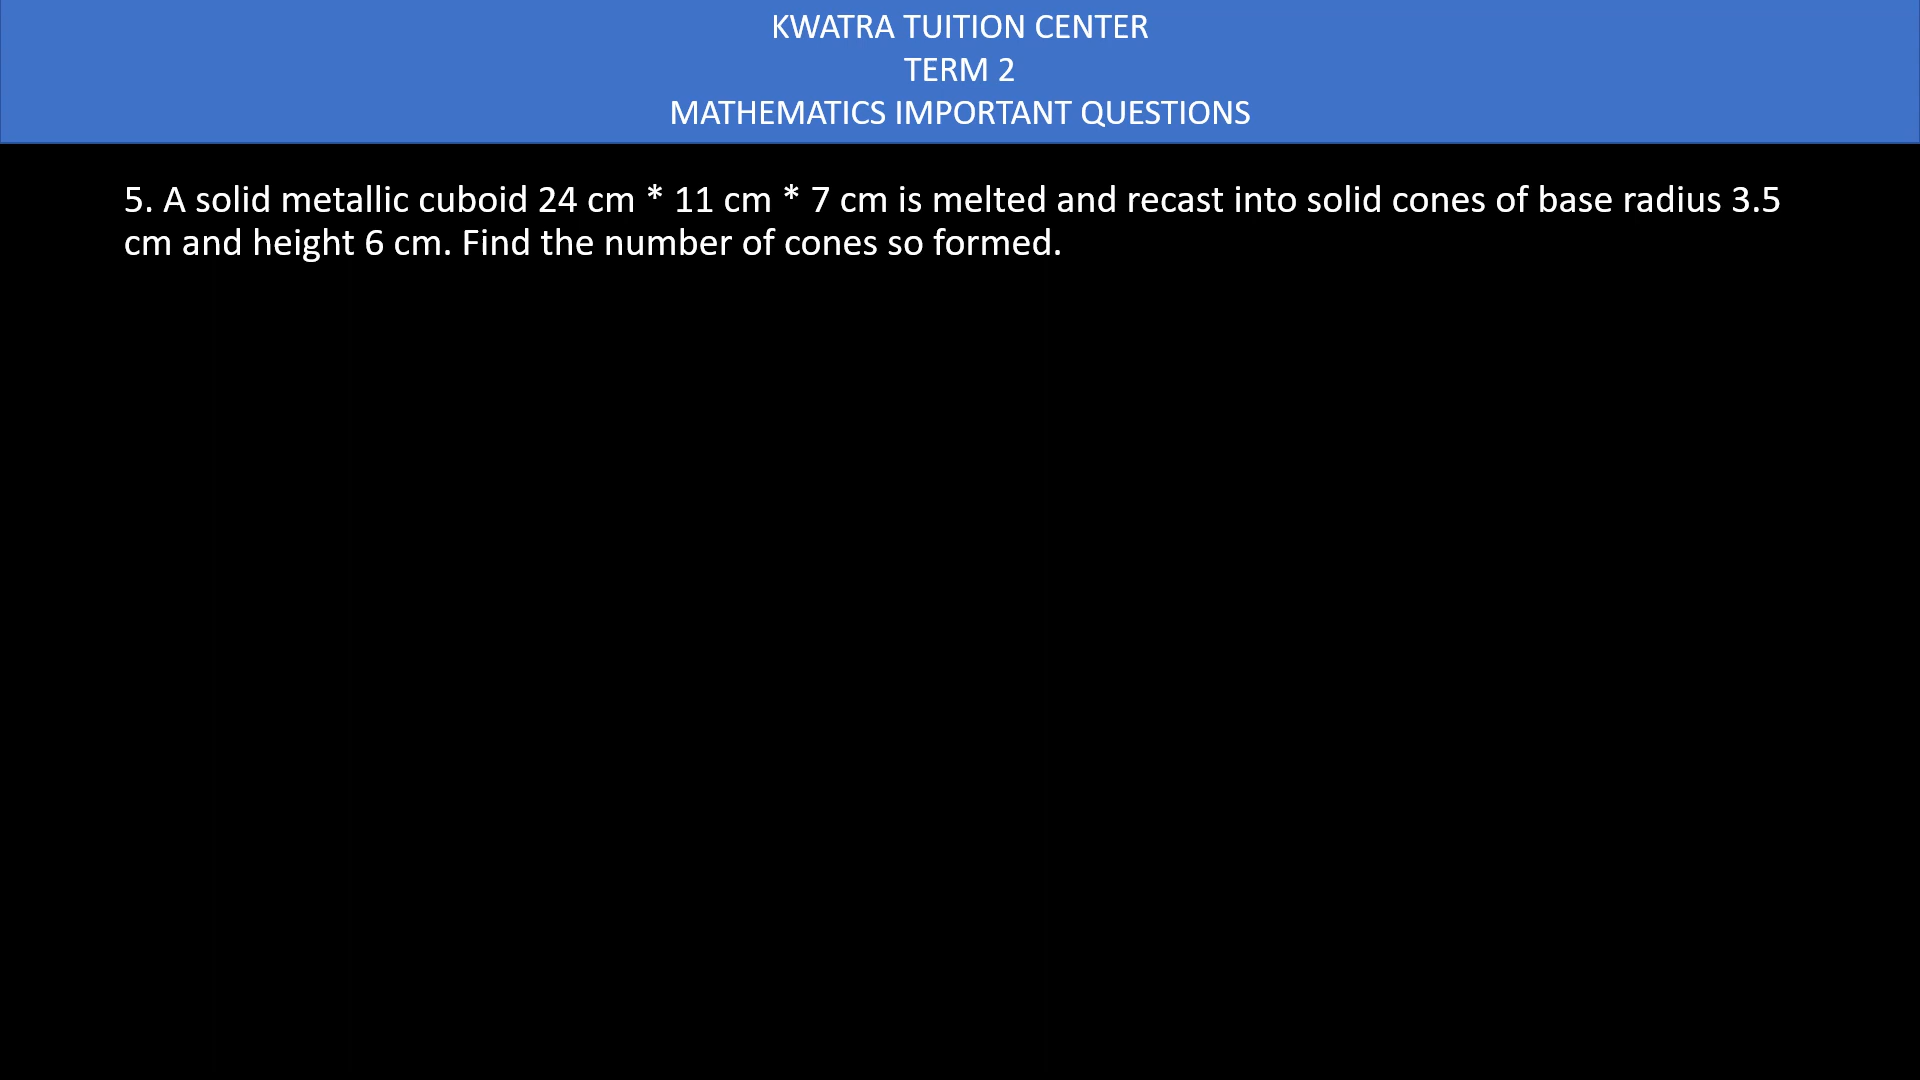 KWATRA TUITION CENTER
TERM 2
MATHEMATICS IMPORTANT QUESTIONS
5. A solid metallic cuboid 24 cm * 11 cm * 7 cm is melted and recast into solid cones of base radius 3.5
cm and height 6 cm. Find the number of cones so formed.